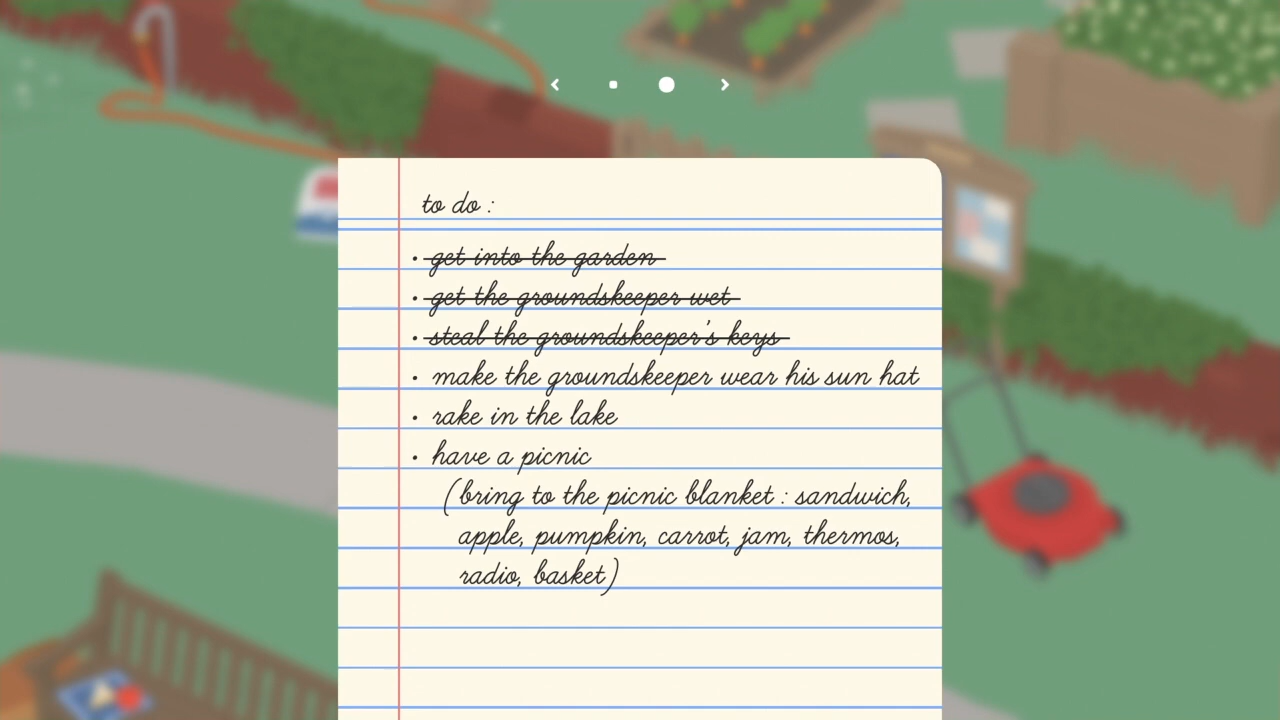 to do :
• get into the garden
• get the groundskeeper wet
• steal the groundskeeper's keys
• make the groundskeeper wear his sun hat
• rake in the lake
• have a picnic
(bring to the picnic blanket : sandwich,
apple, pumpkin, carrot, jam, thermos,
radio, basket)